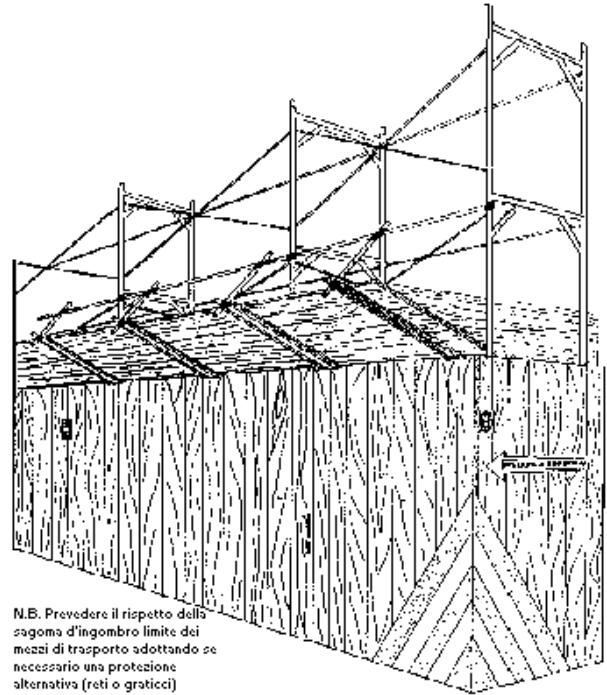 N.B. Prevedere il rispetto della
sagoma d'ingombro limite dei
mezzi di trasporto adottando se
necessario una protezione
alternativa (reti o graticci)